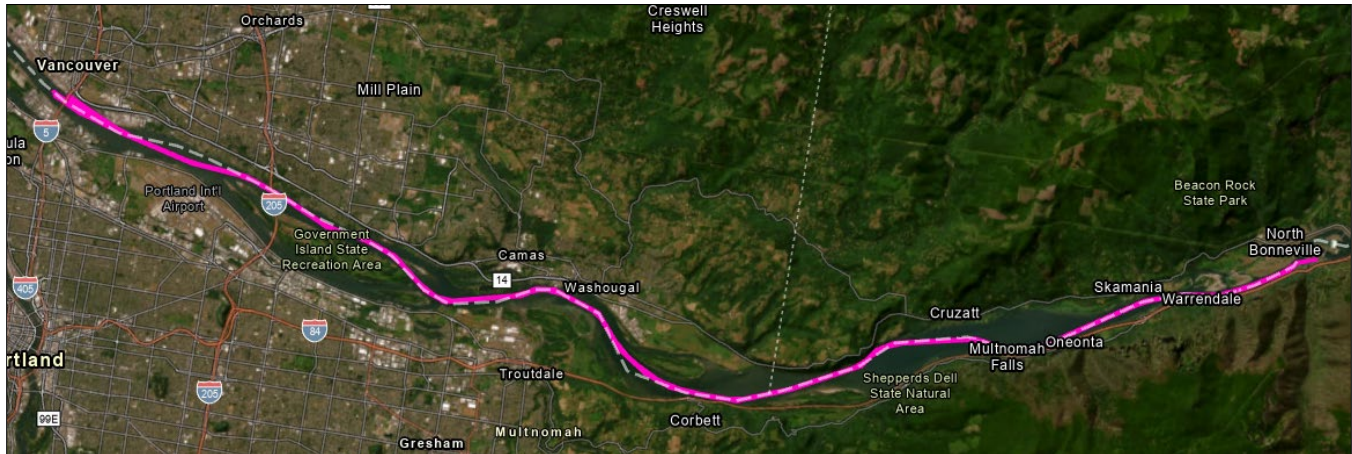 Orchards
Creswell
Heights
Vancouver
Mill Plain
5
ula
on
Portland Int'l
Airport
205
Beacon Rock
State Park
Government
Island State
Recreation Area
North
Bonneville
Camas
14
Washougal
405
Skamania
Warrendale
Cruzatt
84
Multnomah
Falls
Oneonta
rtland
Troutdale
205
Shepperds Dell
State Natural
Area
99E
Corbett
Multnomah
Gresham